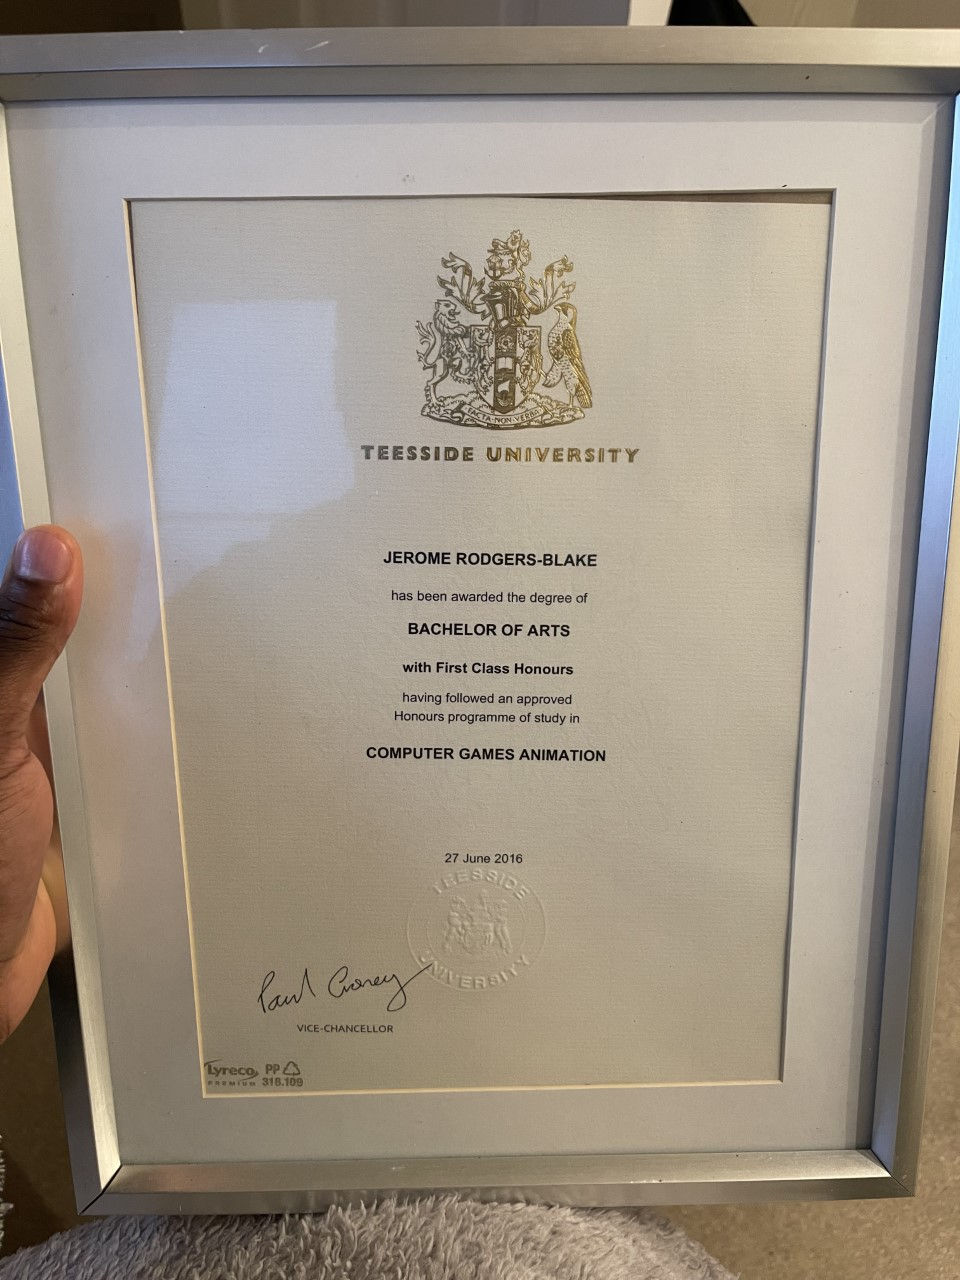 FACTA NON VERBA
TEESSIDE UNIVERSITY
JEROME RODGERS-BLAKE
has been awarded the degree of
BACHELOR OF ARTS
with First Class Honours
having followed an approved
Honours programme of study in
COMPUTER GAMES ANIMATION
27 June 2016
TEESSIDE
UNIVERSITY
Paul Croney
VICE-CHANCELLOR
Lyreco PP
PREMIUM 318.109